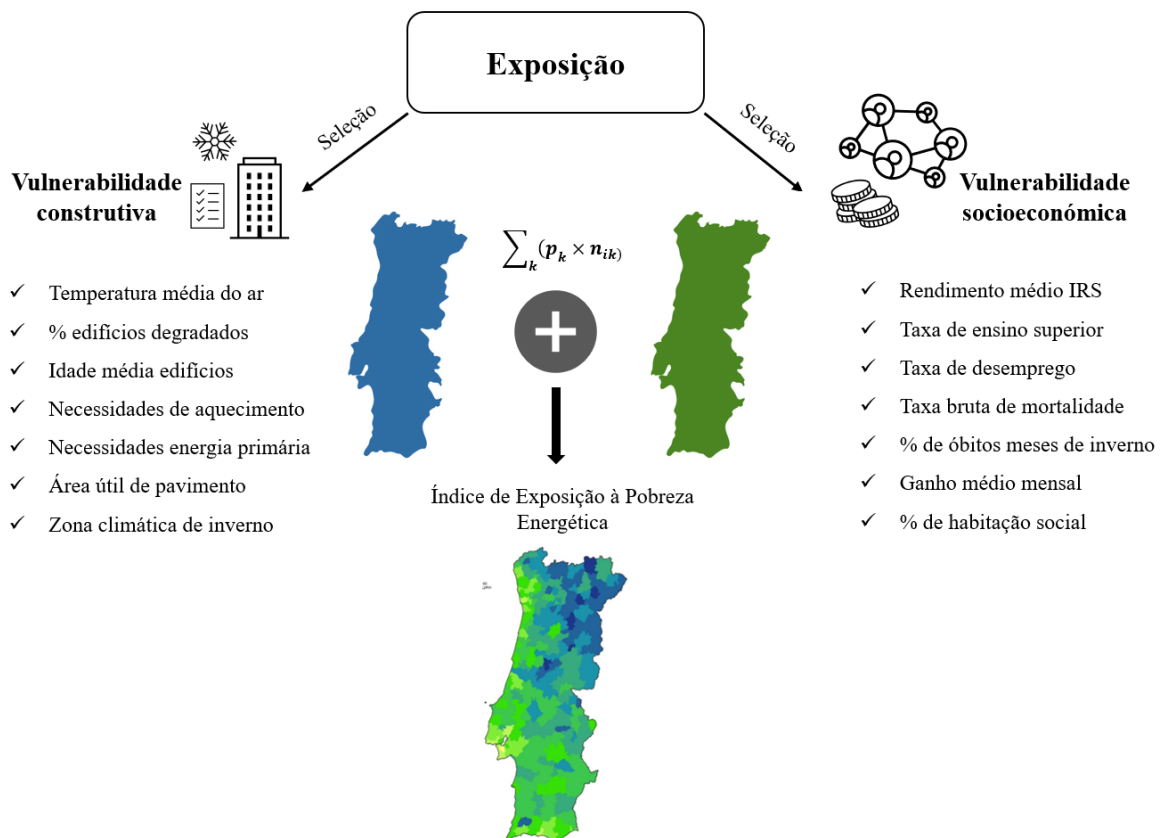 Exposição
Seleção
Seleção
Vulnerabilidade
construtiva
Vulnerabilidade
socioeconómica
∑ₖ(pₖ × nᵢₖ)
✓ Temperatura média do ar
✓ % edifícios degradados
✓ Idade média edifícios
✓ Necessidades de aquecimento
✓ Necessidades energia primária
✓ Área útil de pavimento
✓ Zona climática de inverno
✓ Rendimento médio IRS
✓ Taxa de ensino superior
✓ Taxa de desemprego
✓ Taxa bruta de mortalidade
✓ % de óbitos meses de inverno
✓ Ganho médio mensal
✓ % de habitação social
Índice de Exposição à Pobreza
Energética